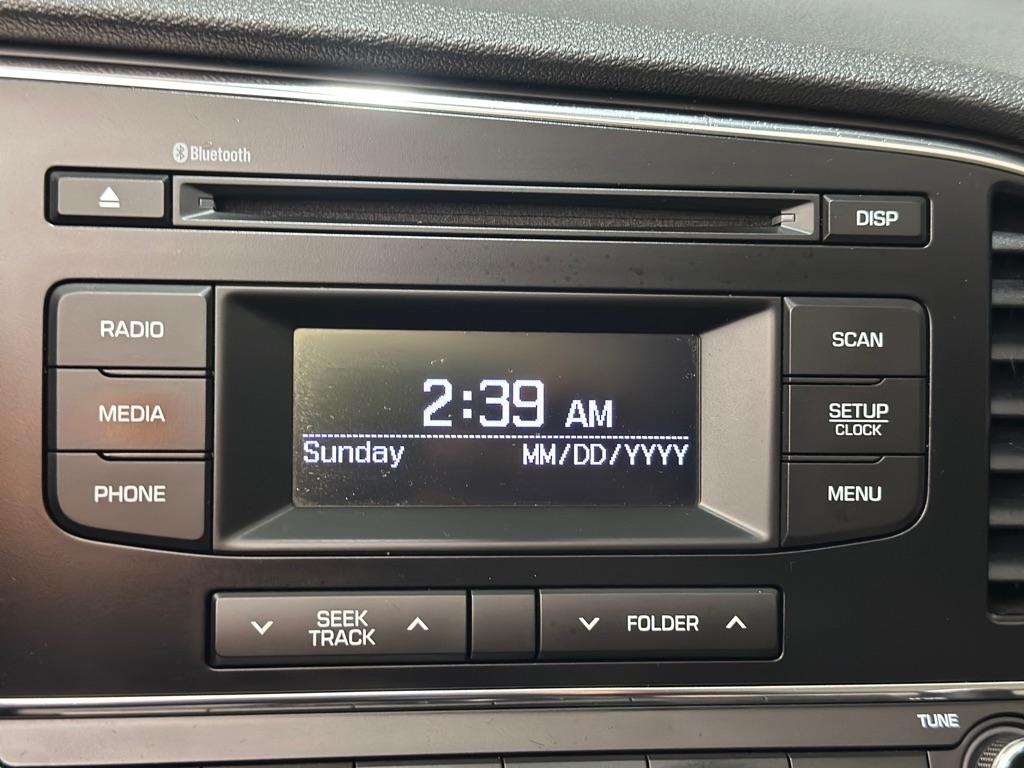 Bluetooth
DISP
RADIO
SCAN
2:39 AM
MEDIA
SETUP
CLOCK
Sunday MM/DD/YYYY
PHONE
MENU
SEEK
TRACK
FOLDER
TUNE